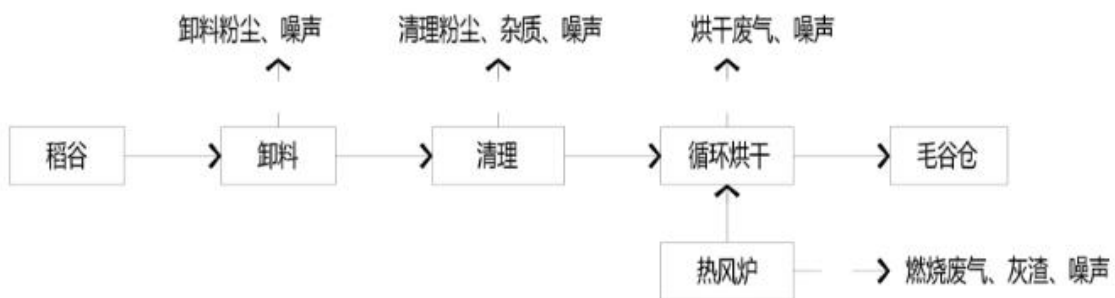 卸料粉尘、噪声
清理粉尘、杂质、噪声
烘干废气、噪声
稻谷
卸料
清理
循环烘干
毛谷仓
热风炉
燃烧废气、灰渣、噪声